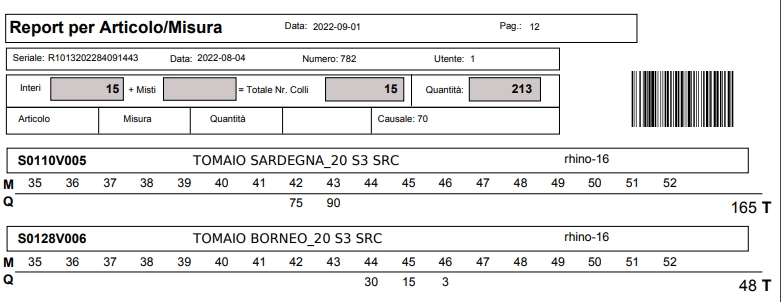 Report per Articolo/Misura Data: 2022-09-01 Pag.: 12
Seriale: R1013202284091443 Data: 2022-08-04 Numero: 782 Utente: 1
Interi 15 + Misti = Totale Nr. Colli 15 Quantità: 213
Articolo Misura Quantità Causale: 70
S0110V005 TOMAIO SARDEGNA_20 S3 SRC rhino-16
M 35 36 37 38 39 40 41 42 43 44 45 46 47 48 49 50 51 52
Q 75 90 165 T
S0128V006 TOMAIO BORNEO_20 S3 SRC rhino-16
M 35 36 37 38 39 40 41 42 43 44 45 46 47 48 49 50 51 52
Q 30 15 3 48 T